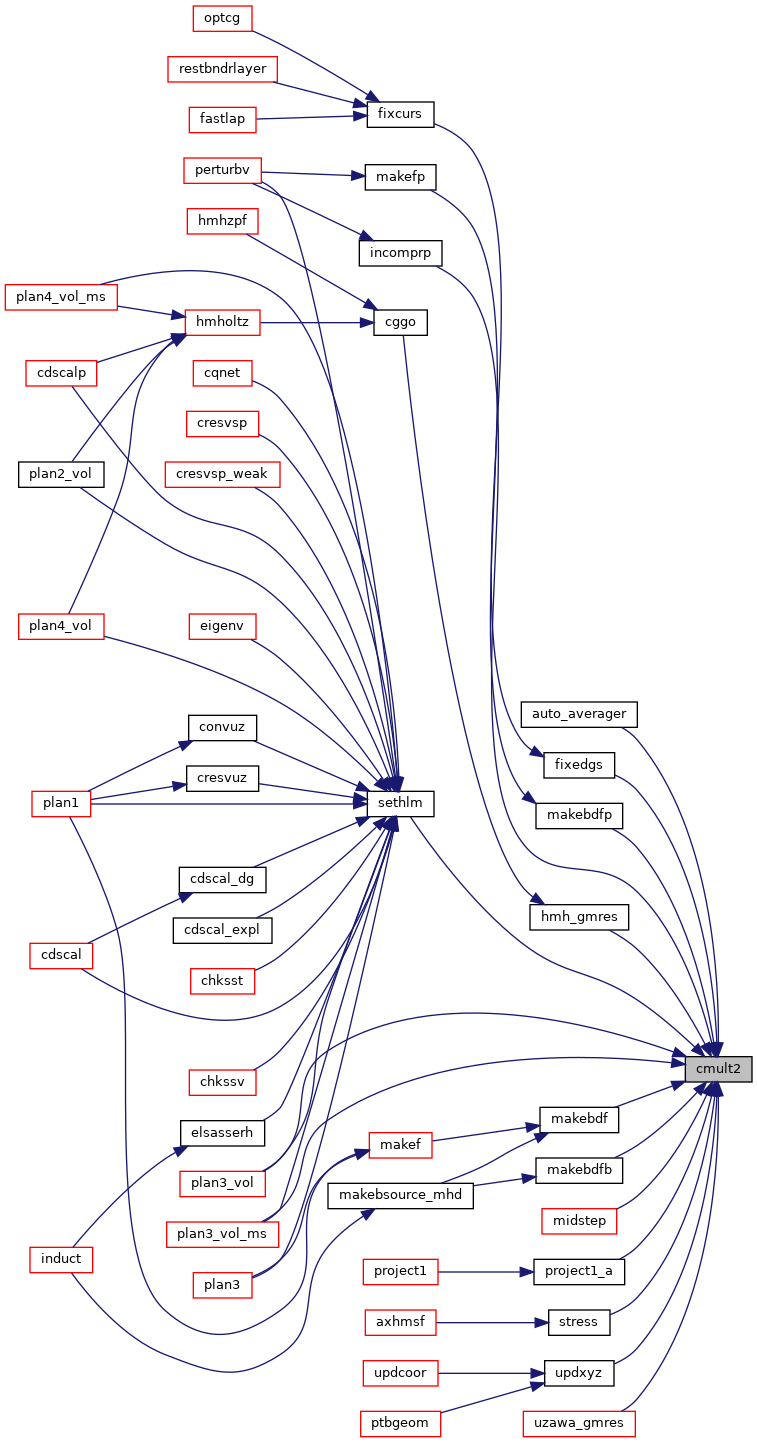 optcg
restbndrlayer
fastlap
fixcurs
perturbv
makefp
hmhzpf
incomprp
plan4_vol_ms
hmholtz
cggo
cdscalp
cqnet
cresvsp
plan2_vol
cresvsp_weak
plan4_vol
eigenv
auto_averager
convuz
fixedgs
cresvuz
plan1
sethlm
makebdfp
cdscal_dg
hmh_gmres
cdscal_expl
cdscal
chksst
cmult2
chkssv
makebdf
elsasserh
makef
makebdfb
plan3_vol
makebsource_mhd
midstep
plan3_vol_ms
induct
project1
project1_a
plan3
axhmsf
stress
updcoor
updxyz
ptbgeom
uzawa_gmres